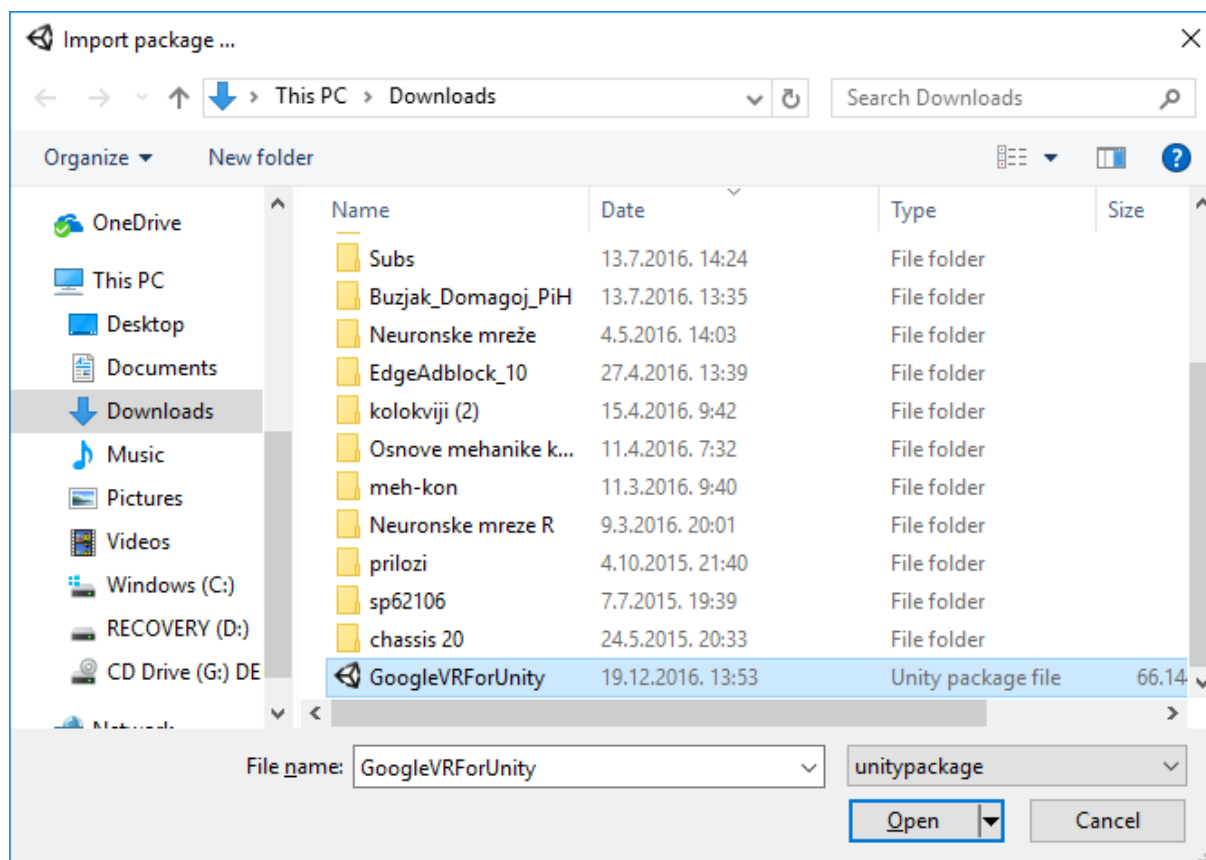 Import package ...
This PC > Downloads
Search Downloads
Organize
New folder
Name Date Type Size
OneDrive
This PC
Desktop
Documents
Downloads
Music
Pictures
Videos
Windows (C:)
RECOVERY (D:)
CD Drive (G:) DE
Network
Subs 13.7.2016. 14:24 File folder
Buzjak_Domagoj_PiH 13.7.2016. 13:35 File folder
Neuronske mreže 4.5.2016. 14:03 File folder
EdgeAdblock_10 27.4.2016. 13:39 File folder
kolokviji (2) 15.4.2016. 9:42 File folder
Osnove mehanike k... 11.4.2016. 7:32 File folder
meh-kon 11.3.2016. 9:40 File folder
Neuronske mreze R 9.3.2016. 20:01 File folder
prilozi 4.10.2015. 21:40 File folder
sp62106 7.7.2015. 19:39 File folder
chassis 20 24.5.2015. 20:33 File folder
GoogleVRForUnity 19.12.2016. 13:53 Unity package file 66.14
File name: GoogleVRForUnity
unitypackage
Open
Cancel